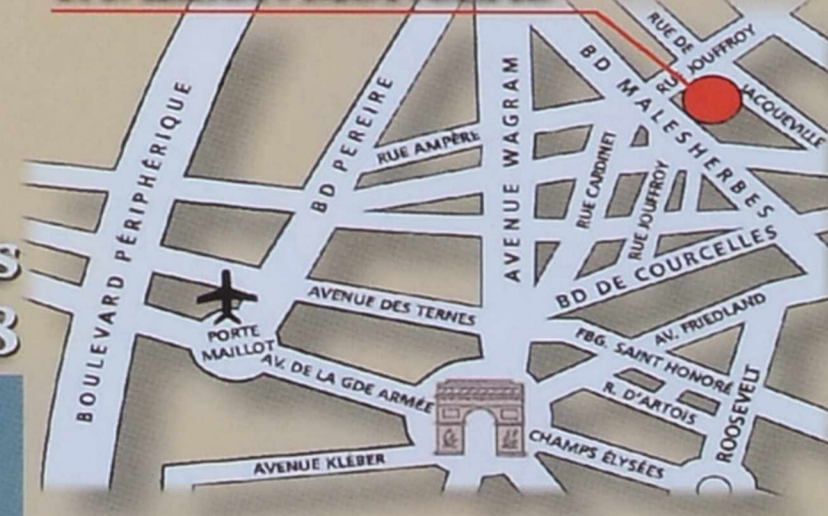 RUE DE
JACQUEVILLE
RUE JOUFFROY
BD MALESHERBES
BOULEVARD PÉRIPHÉRIQUE
BD PEREIRE
RUE AMPÈRE
AVENUE WAGRAM
RUE CARDINET
RUE JOUFFROY
BD DE COURCELLES
AVENUE DES TERNES
PORTE
MAILLOT
AV. DE LA GDE ARMÉE
FBG. SAINT HONORÉ
AV. FRIEDLAND
R. D'ARTOIS
ROOSEVELT
CHAMPS ÉLYSÉES
AVENUE KLÉBER
S
8